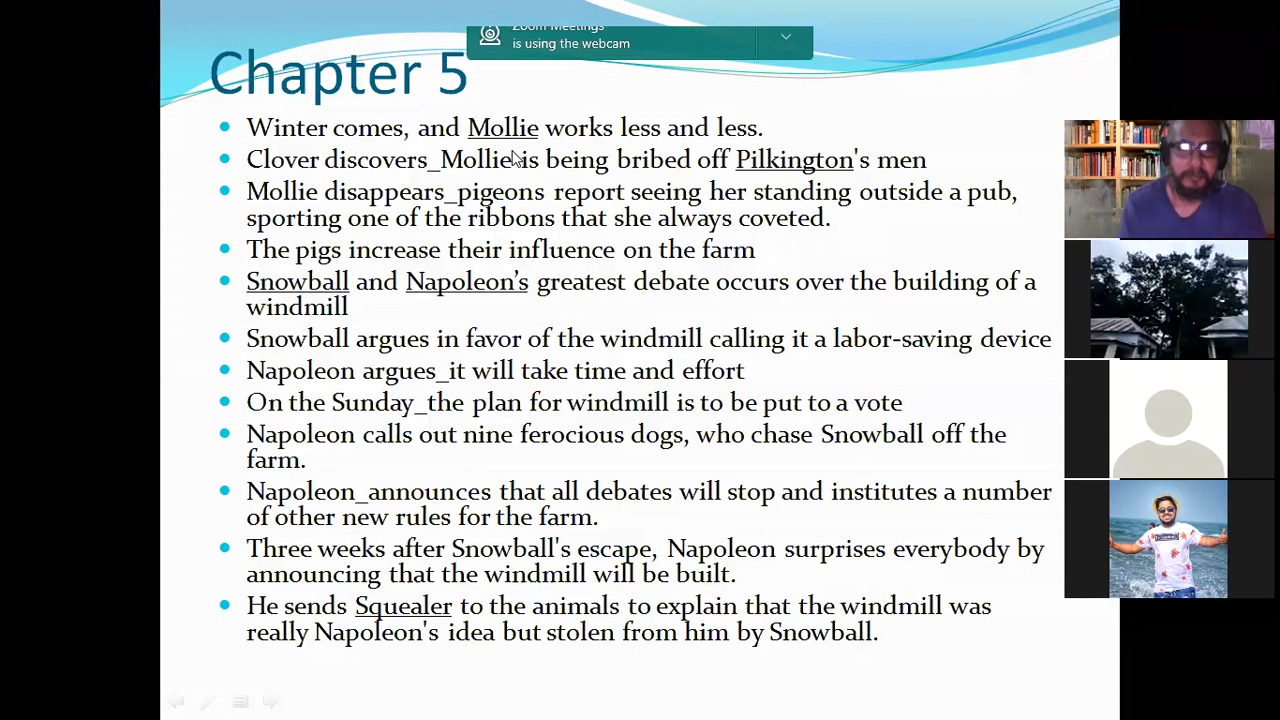 Zoom Meetings
is using the webcam
Chapter 5
Winter comes, and Mollie works less and less.
Clover discovers_Mollie is being bribed off Pilkington's men
Mollie disappears_pigeons report seeing her standing outside a pub,
sporting one of the ribbons that she always coveted.
The pigs increase their influence on the farm
Snowball and Napoleon’s greatest debate occurs over the building of a
windmill
Snowball argues in favor of the windmill calling it a labor-saving device
Napoleon argues_it will take time and effort
On the Sunday_the plan for windmill is to be put to a vote
Napoleon calls out nine ferocious dogs, who chase Snowball off the
farm.
Napoleon_announces that all debates will stop and institutes a number
of other new rules for the farm.
Three weeks after Snowball's escape, Napoleon surprises everybody by
announcing that the windmill will be built.
He sends Squealer to the animals to explain that the windmill was
really Napoleon's idea but stolen from him by Snowball.